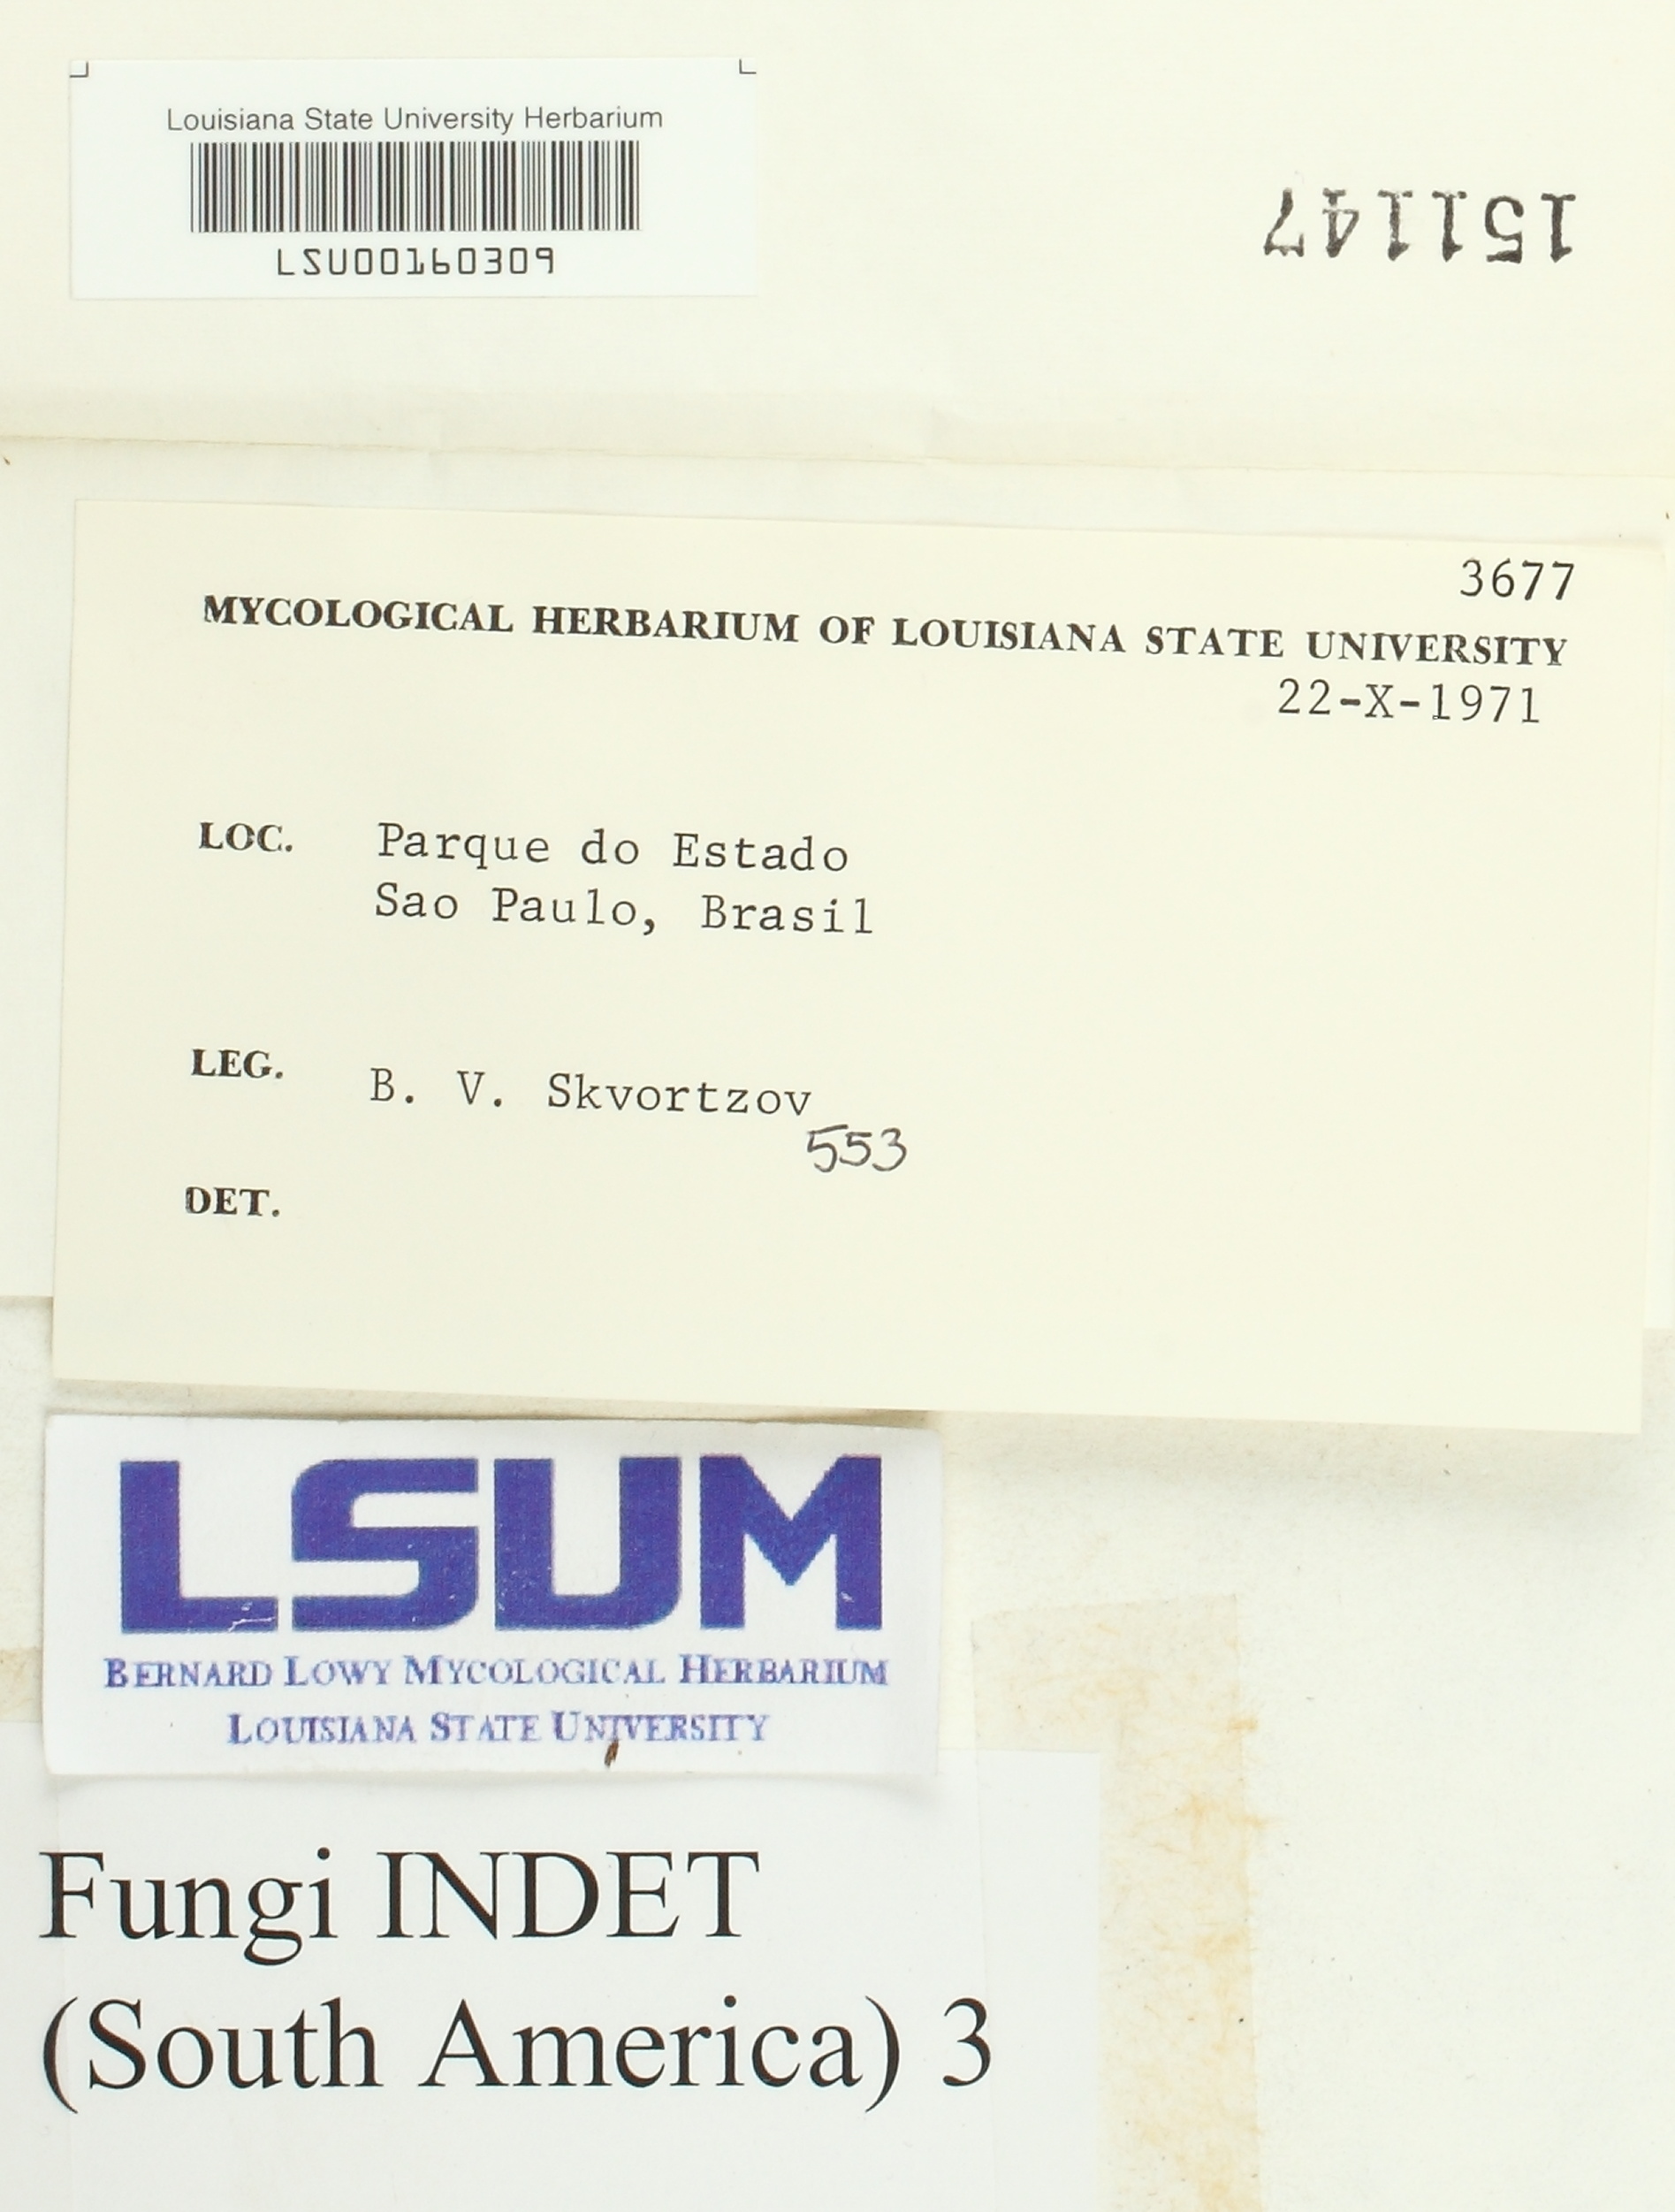 Louisiana State University Herbarium
LSU00160309
151147
3677
MYCOLOGICAL HERBARIUM OF LOUISIANA STATE UNIVERSITY
22-X-1971
LOC. Parque do Estado
Sao Paulo, Brasil
LEG. B. V. Skvortzov
553
DET.
LSUM
BERNARD LOWY MYCOLOGICAL HERBARIUM
LOUISIANA STATE UNIVERSITY
Fungi INDET
(South America) 3